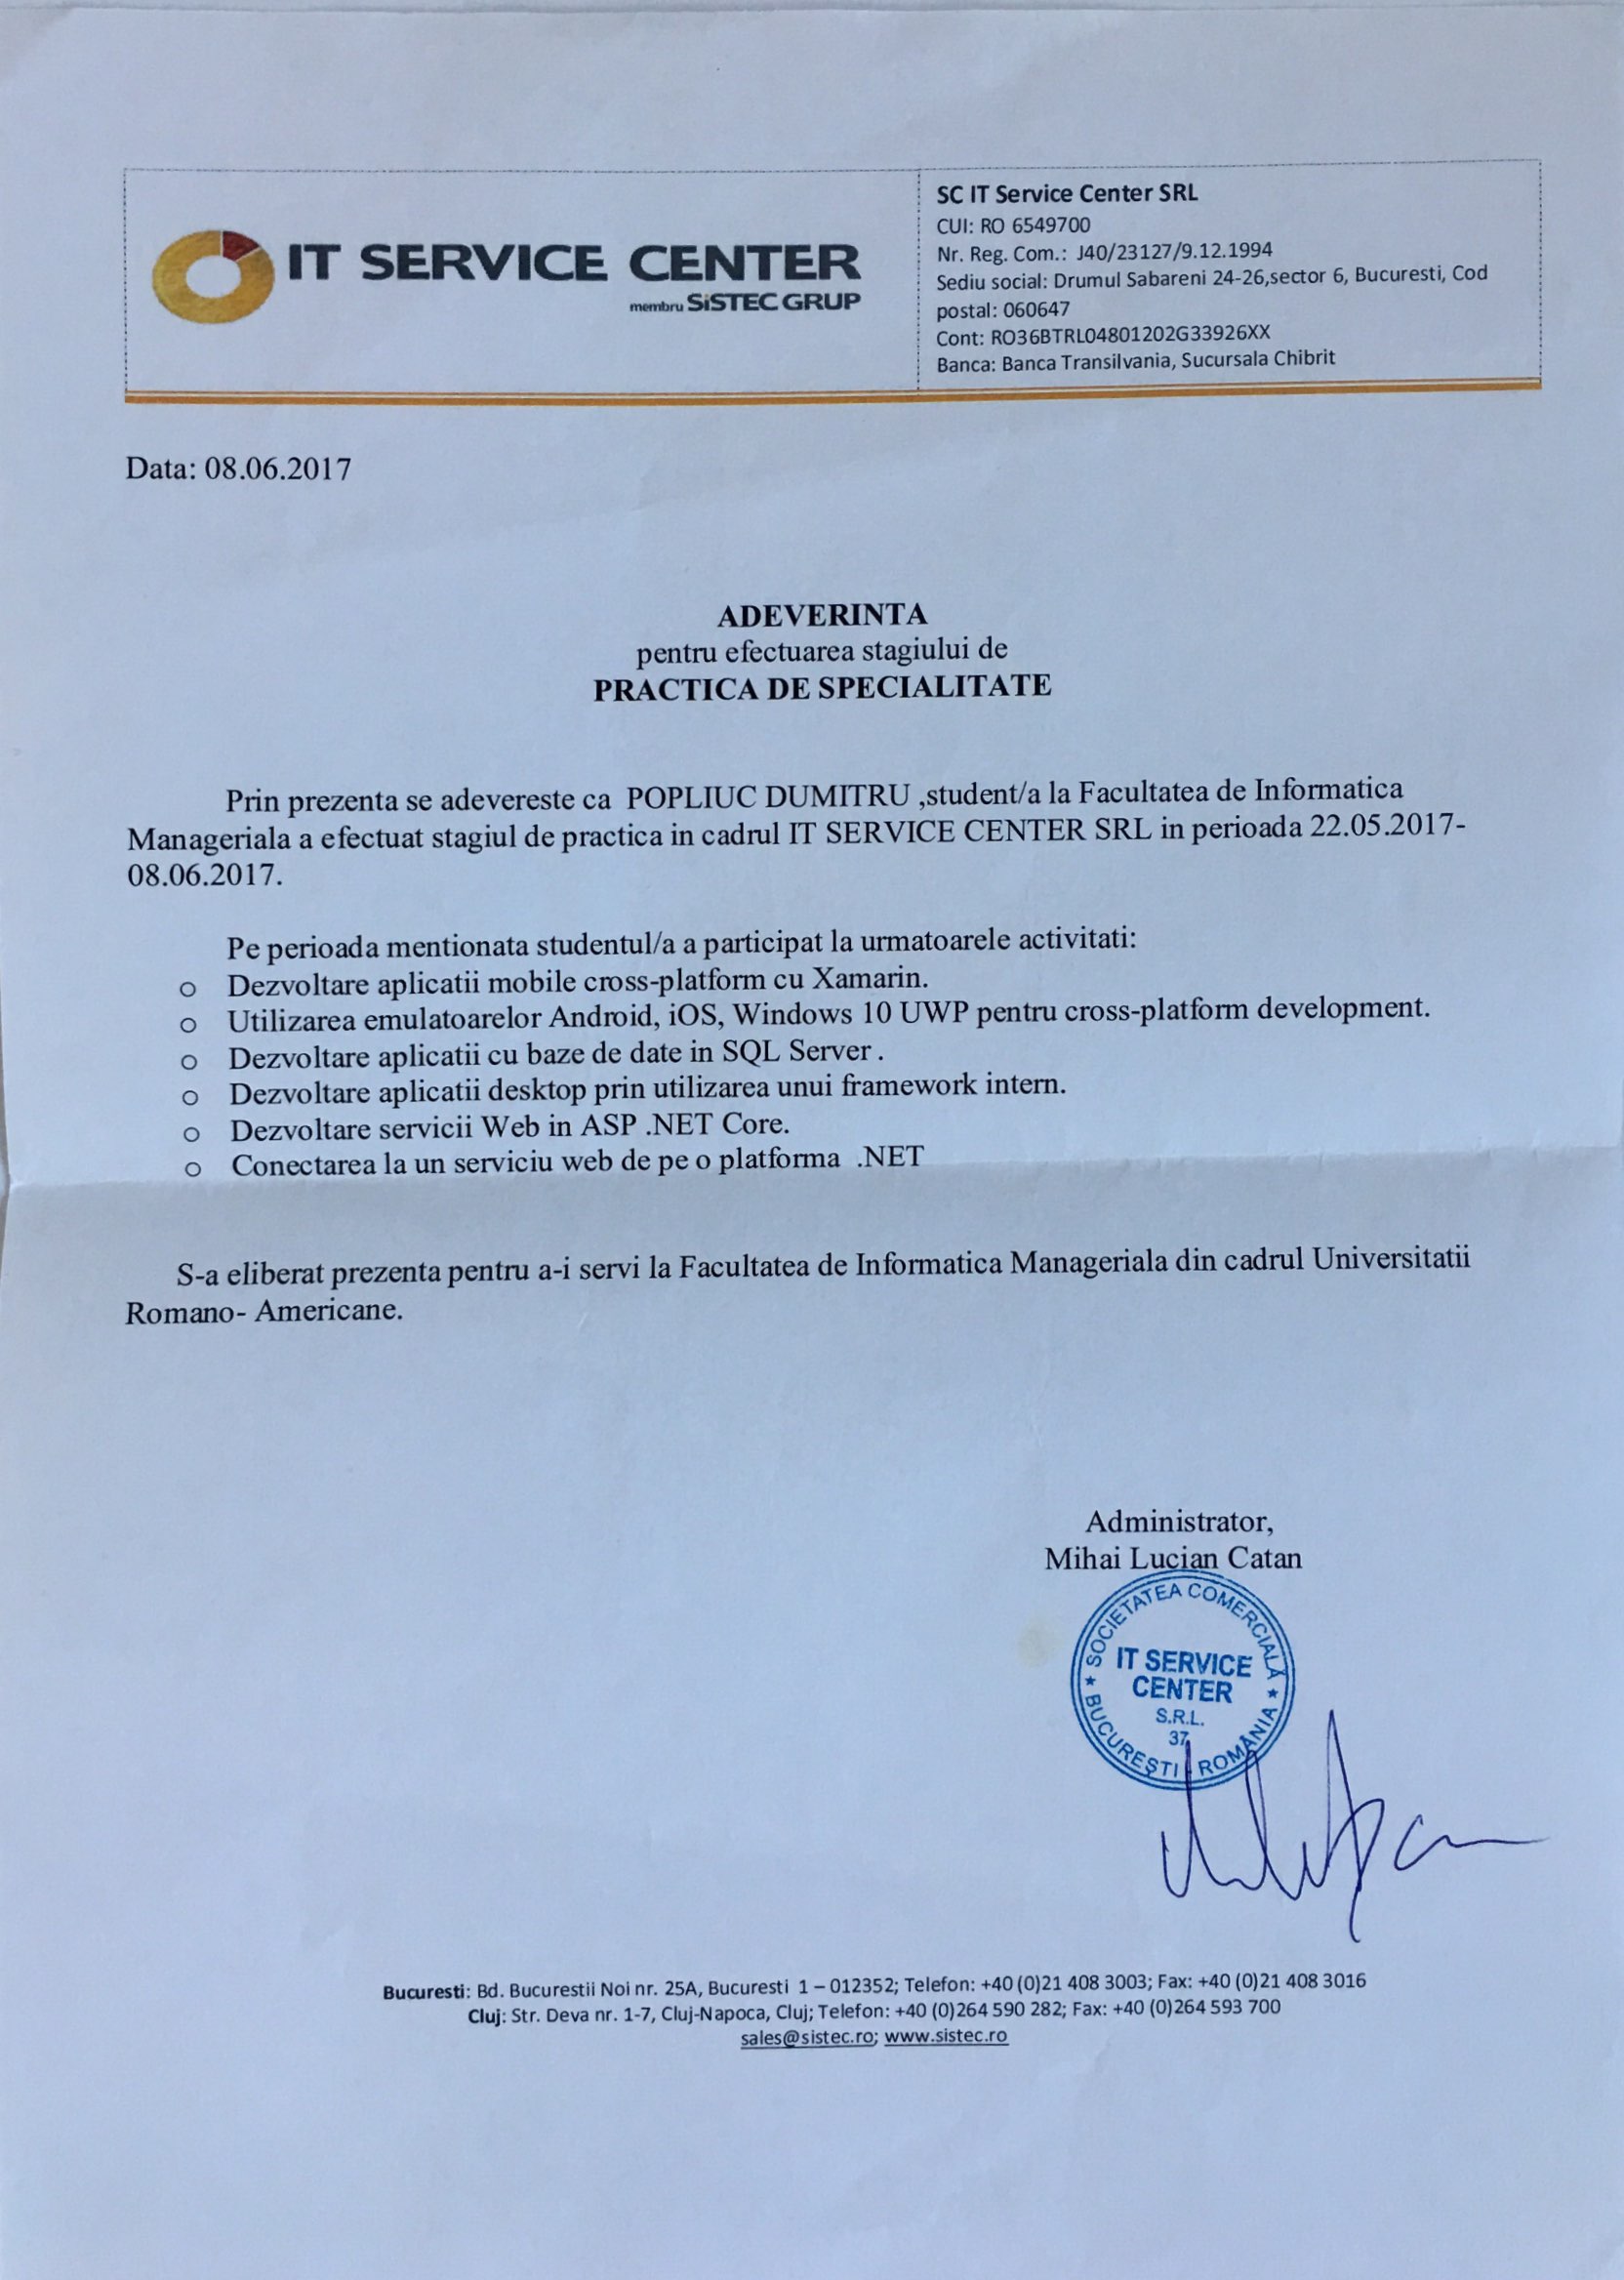 IT SERVICE CENTER
membru SiSTEC GRUP
SC IT Service Center SRL
CUI: RO 6549700
Nr. Reg. Com.: J40/23127/9.12.1994
Sediu social: Drumul Sabareni 24-26,sector 6, Bucuresti, Cod
postal: 060647
Cont: RO36BTRL04801202G33926XX
Banca: Banca Transilvania, Sucursala Chibrit
Data: 08.06.2017
ADEVERINTA
pentru efectuarea stagiului de
PRACTICA DE SPECIALITATE
Prin prezenta se adevereste ca POPLIUC DUMITRU ,student/a la Facultatea de Informatica
Manageriala a efectuat stagiul de practica in cadrul IT SERVICE CENTER SRL in perioada 22.05.2017-
08.06.2017.
Pe perioada mentionata studentul/a a participat la urmatoarele activitati:
o Dezvoltare aplicatii mobile cross-platform cu Xamarin.
o Utilizarea emulatoarelor Android, iOS, Windows 10 UWP pentru cross-platform development.
o Dezvoltare aplicatii cu baze de date in SQL Server .
o Dezvoltare aplicatii desktop prin utilizarea unui framework intern.
o Dezvoltare servicii Web in ASP .NET Core.
o Conectarea la un serviciu web de pe o platforma .NET
S-a eliberat prezenta pentru a-i servi la Facultatea de Informatica Manageriala din cadrul Universitatii
Romano- Americane.
Administrator,
Mihai Lucian Catan
SOCIETATEA COMERCIALĂ
IT SERVICE
CENTER
S.R.L.
37
BUCUREŞTI - ROMÂNIA
Bucuresti: Bd. Bucurestii Noi nr. 25A, Bucuresti 1 – 012352; Telefon: +40 (0)21 408 3003; Fax: +40 (0)21 408 3016
Cluj: Str. Deva nr. 1-7, Cluj-Napoca, Cluj; Telefon: +40 (0)264 590 282; Fax: +40 (0)264 593 700
sales@sistec.ro; www.sistec.ro